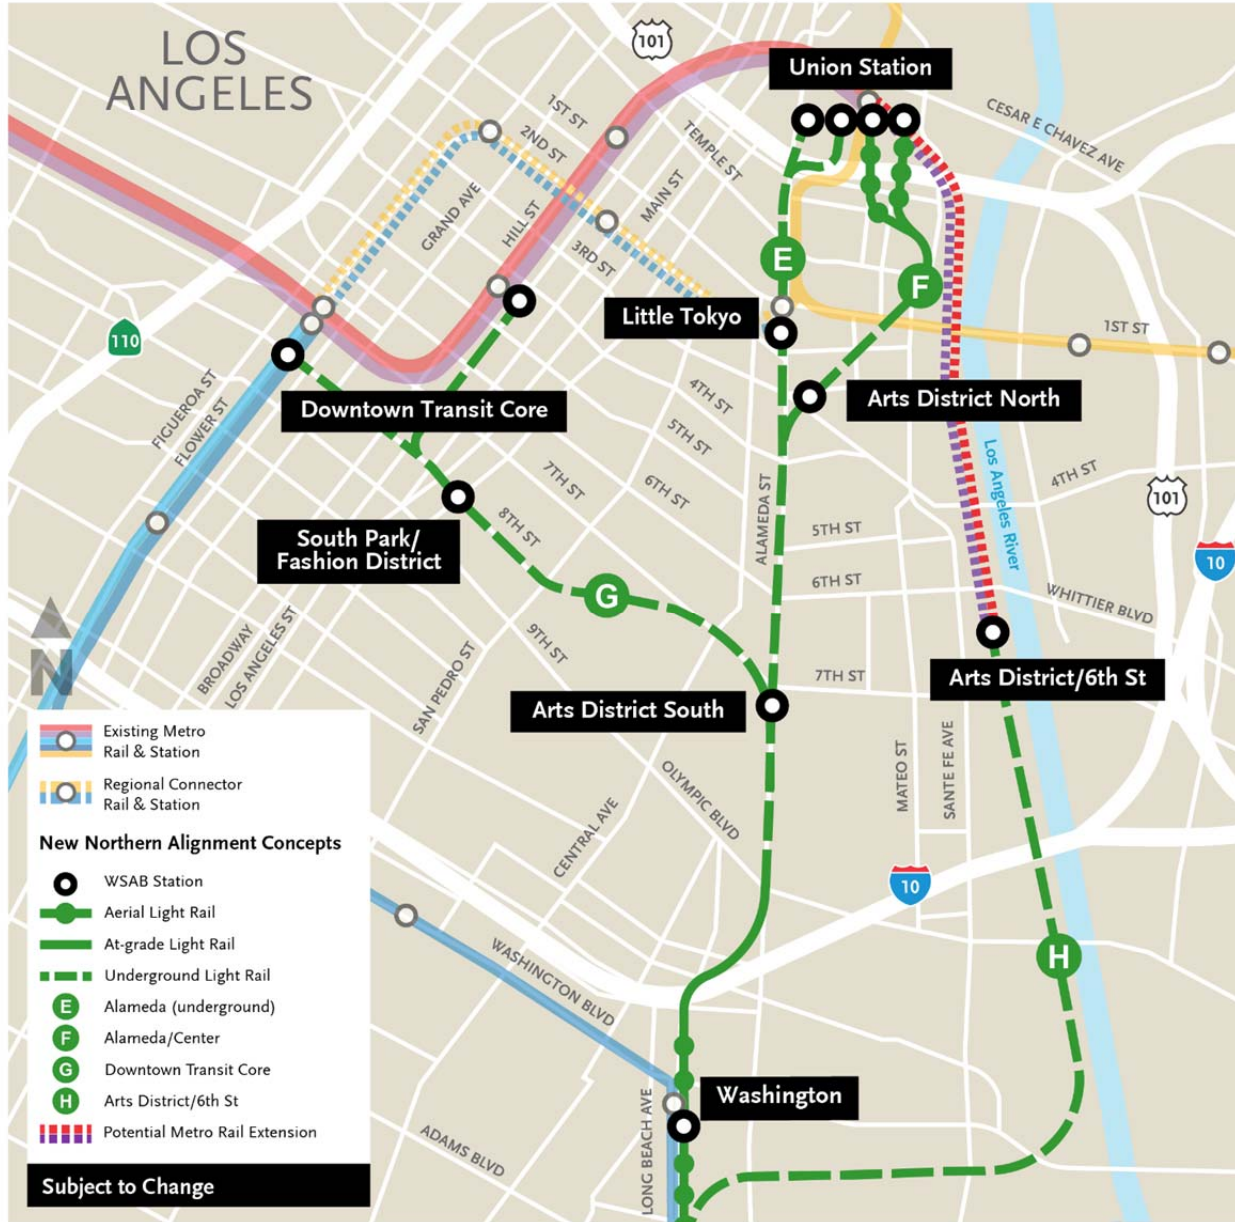 LOS
ANGELES
101
Union Station
CESAR E CHAVEZ AVE
1ST ST
2ND ST
TEMPLE ST
MAIN ST
GRAND AVE
HILL ST
3RD ST
E
F
110
Little Tokyo
1ST ST
Downtown Transit Core
Arts District North
FIGUEROA ST
FLOWER ST
4TH ST
5TH ST
6TH ST
7TH ST
8TH ST
ALAMEDA ST
Los Angeles River
4TH ST
101
10
South Park/
Fashion District
5TH ST
6TH ST
WHITTIER BLVD
G
N
BROADWAY
LOS ANGELES ST
SAN PEDRO ST
9TH ST
7TH ST
Arts District/6th St
Arts District South
MATEO ST
SANTE FE AVE
OLYMPIC BLVD
CENTRAL AVE
10
WASHINGTON BLVD
H
Washington
LONG BEACH AVE
ADAMS BLVD
Existing Metro
Rail & Station
Regional Connector
Rail & Station
New Northern Alignment Concepts
WSAB Station
Aerial Light Rail
At-grade Light Rail
Underground Light Rail
E Alameda (underground)
F Alameda/Center
G Downtown Transit Core
H Arts District/6th St
Potential Metro Rail Extension
Subject to Change